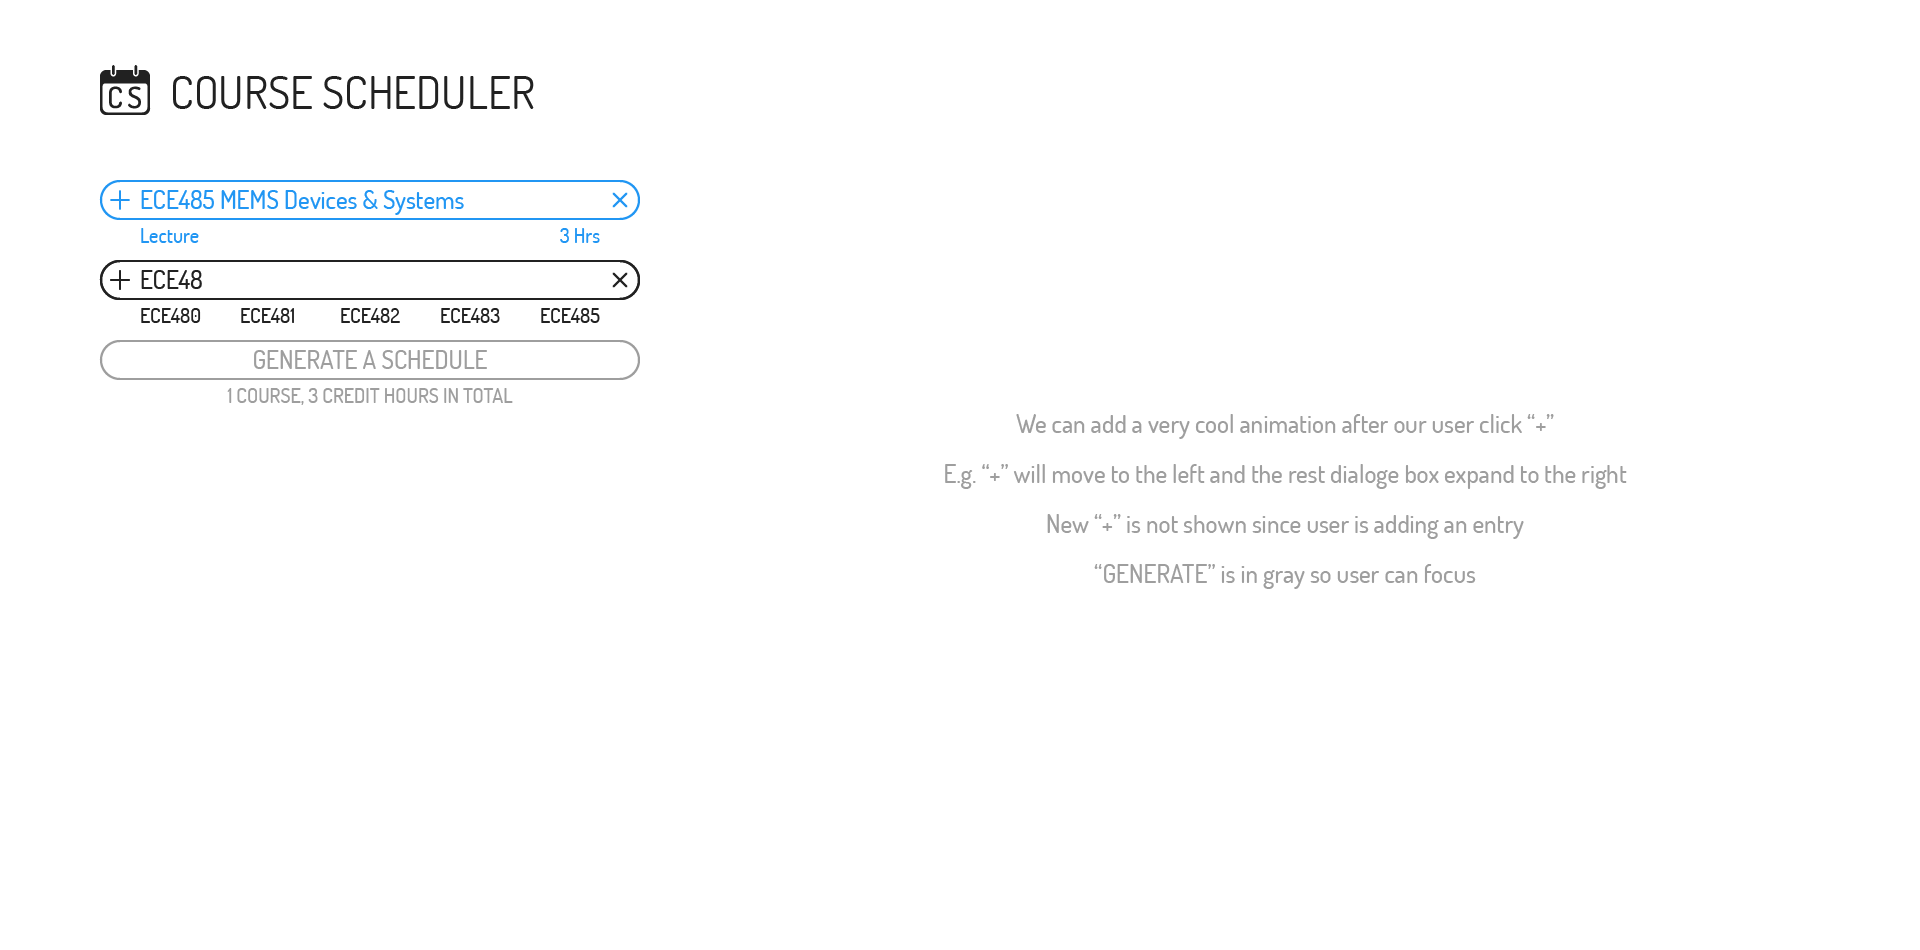 CS COURSE SCHEDULER
ECE485 MEMS Devices & Systems
Lecture 3 Hrs
ECE48
ECE480 ECE481 ECE482 ECE483 ECE485
GENERATE A SCHEDULE
1 COURSE, 3 CREDIT HOURS IN TOTAL
We can add a very cool animation after our user click “+”
E.g. “+” will move to the left and the rest dialoge box expand to the right
New “+” is not shown since user is adding an entry
“GENERATE” is in gray so user can focus